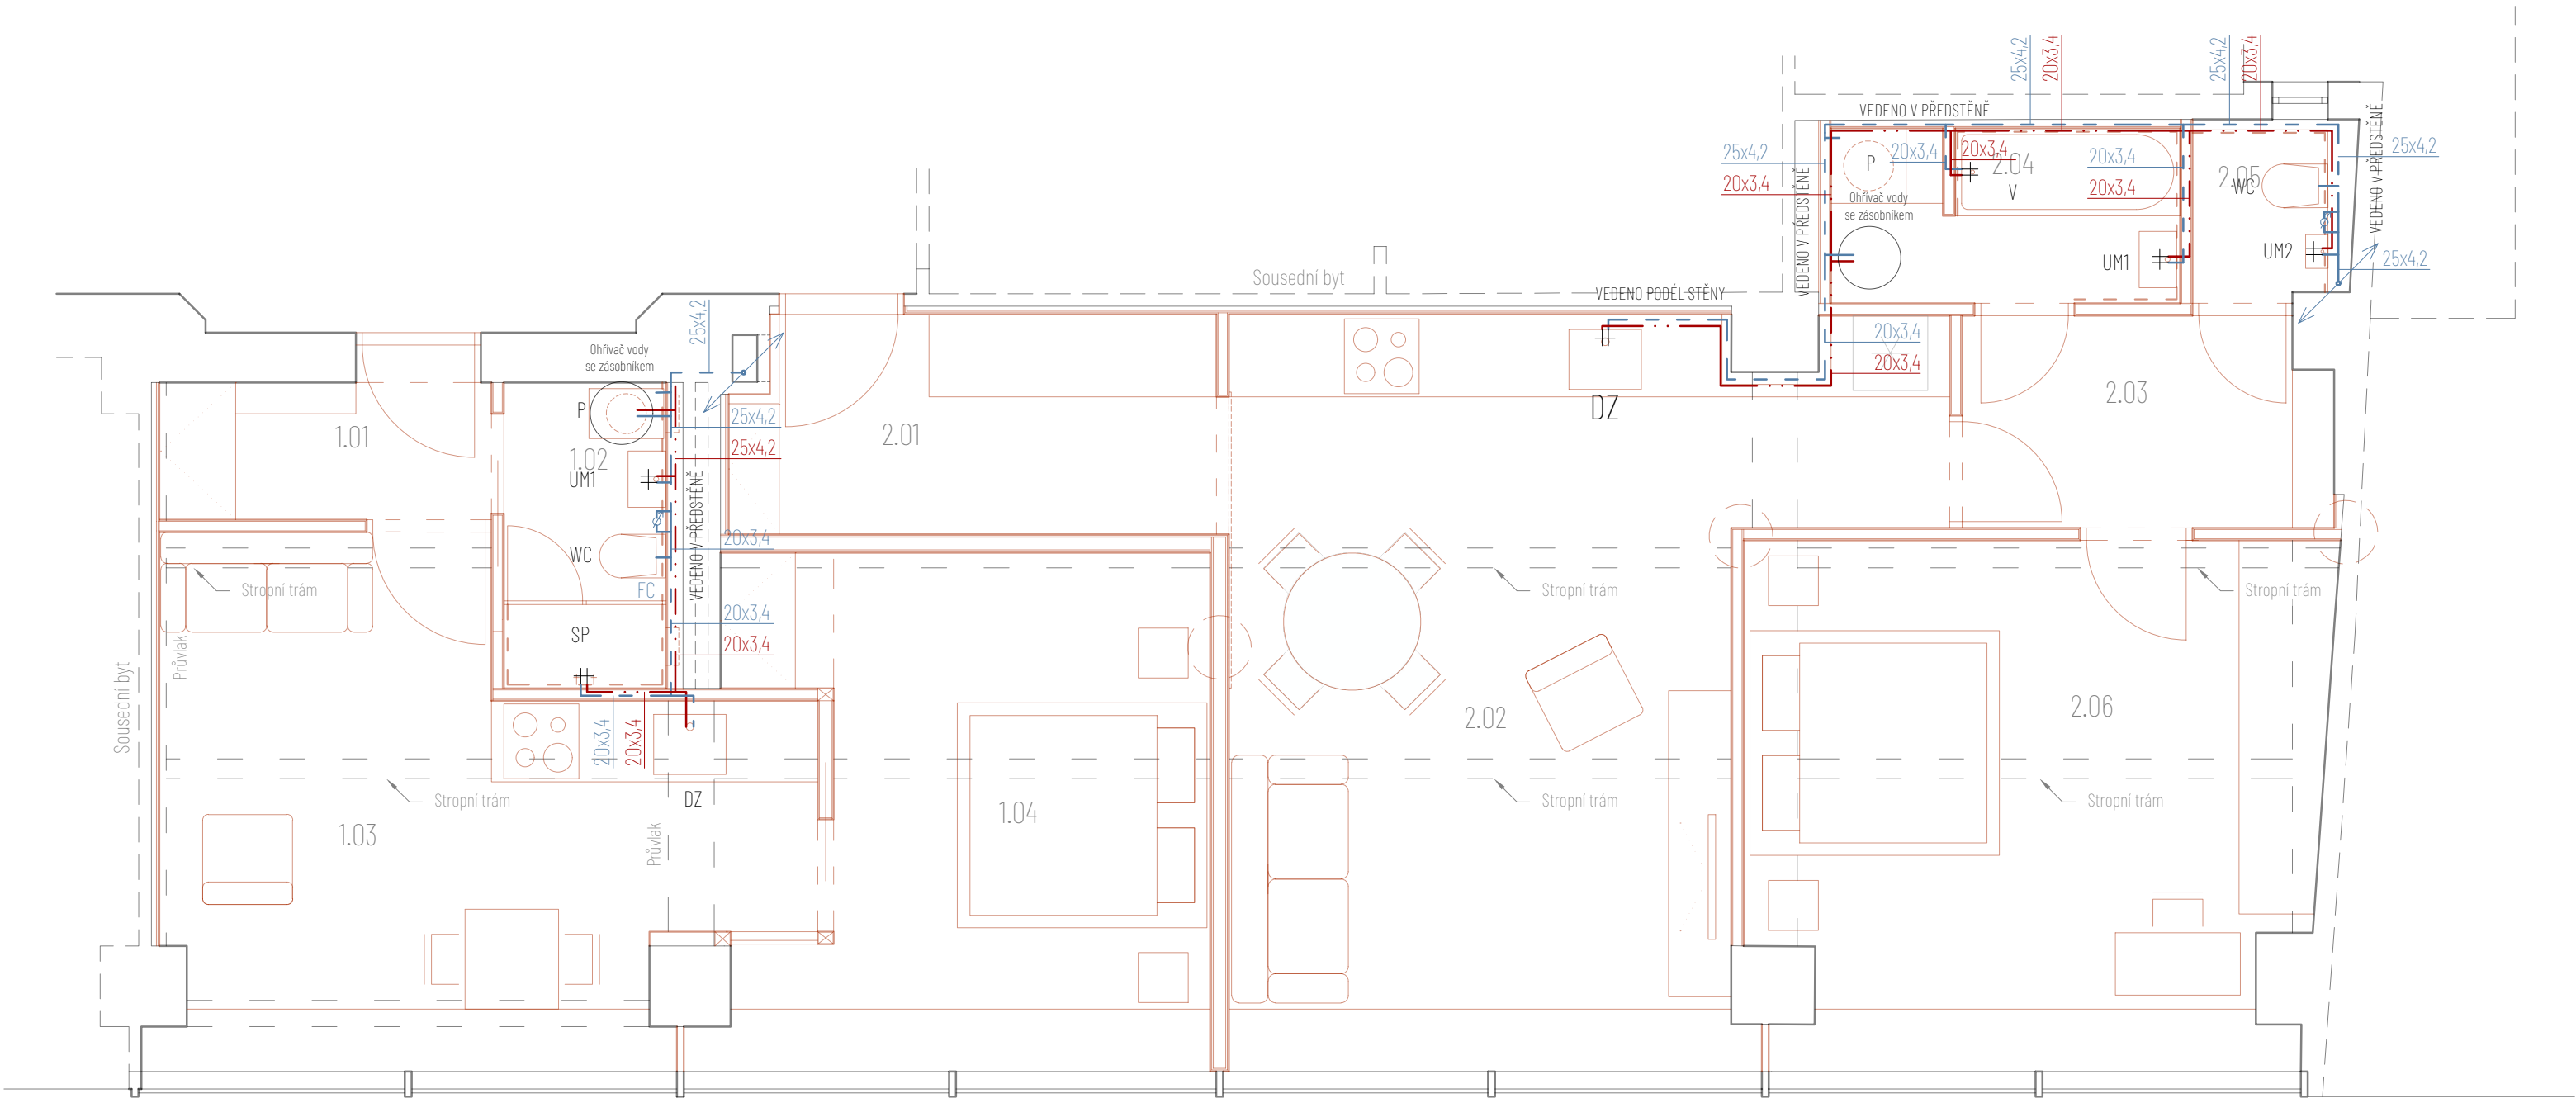 25x4,2
20x3,4
25x4,2
20x3,4
VEDENO V PŘEDSTĚNĚ
VEDENO V PŘEDSTĚNĚ
25x4,2
20x3,4
P
20x3,4
20x3,4
2.04
V
20x3,4
20x3,4
2.05
WC
25x4,2
Ohřívač vody
se zásobníkem
VEDENO V PŘEDSTĚNĚ
UM1
UM2
25x4,2
Sousední byt
VEDENO PODÉL STĚNY
25x4,2
Ohřívač vody
se zásobníkem
20x3,4
20x3,4
P
1.01
1.02
UM1
25x4,2
25x4,2
2.01
DZ
2.03
VEDENO V PŘEDSTĚNĚ
20x3,4
WC
FC
Stropní trám
Stropní trám
Stropní trám
20x3,4
20x3,4
SP
Průvlak
Sousední byt
20x3,4
20x3,4
2.02
2.06
DZ
Stropní trám
Stropní trám
Stropní trám
1.03
Průvlak
1.04